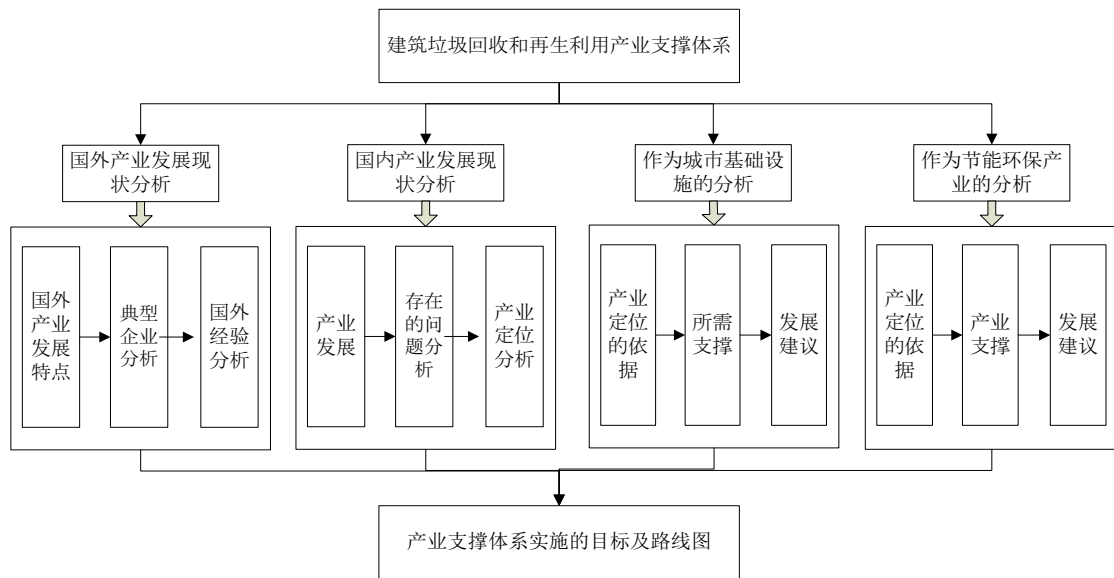 建筑垃圾回收和再生利用产业支撑体系
国外产业发展现
状分析
国内产业发展现
状分析
作为城市基础设
施的分析
作为节能环保产
业的分析
国外
产业
发展
特点
典型
企业
分析
国外
经验
分析
产业
发展
存在
的问
题分
析
产业
定位
分析
产业
定位
的依
据
所需
支撑
发展
建议
产业
定位
的依
据
产业
支撑
发展
建议
产业支撑体系实施的目标及路线图